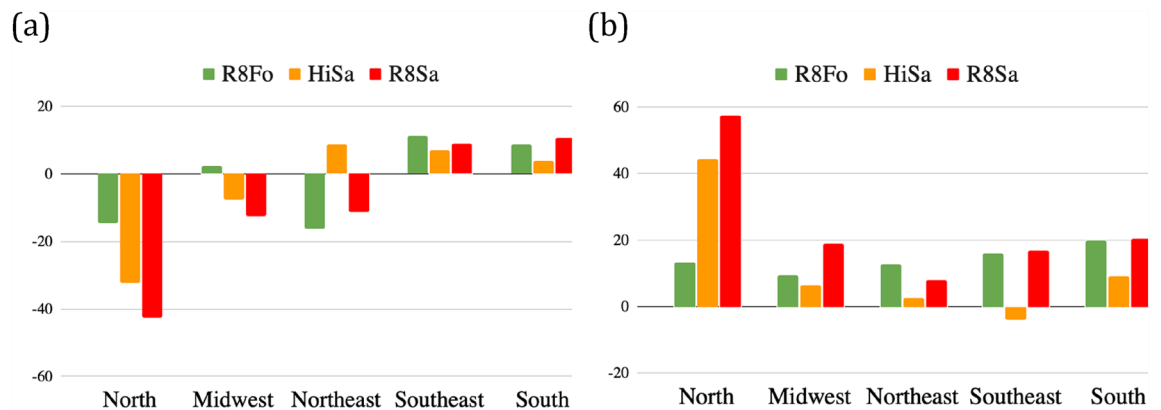 (a)
R8Fo HiSa R8Sa
20
0
-20
-40
-60
North Midwest Northeast Southeast South
(b)
R8Fo HiSa R8Sa
60
40
20
0
-20
North Midwest Northeast Southeast South